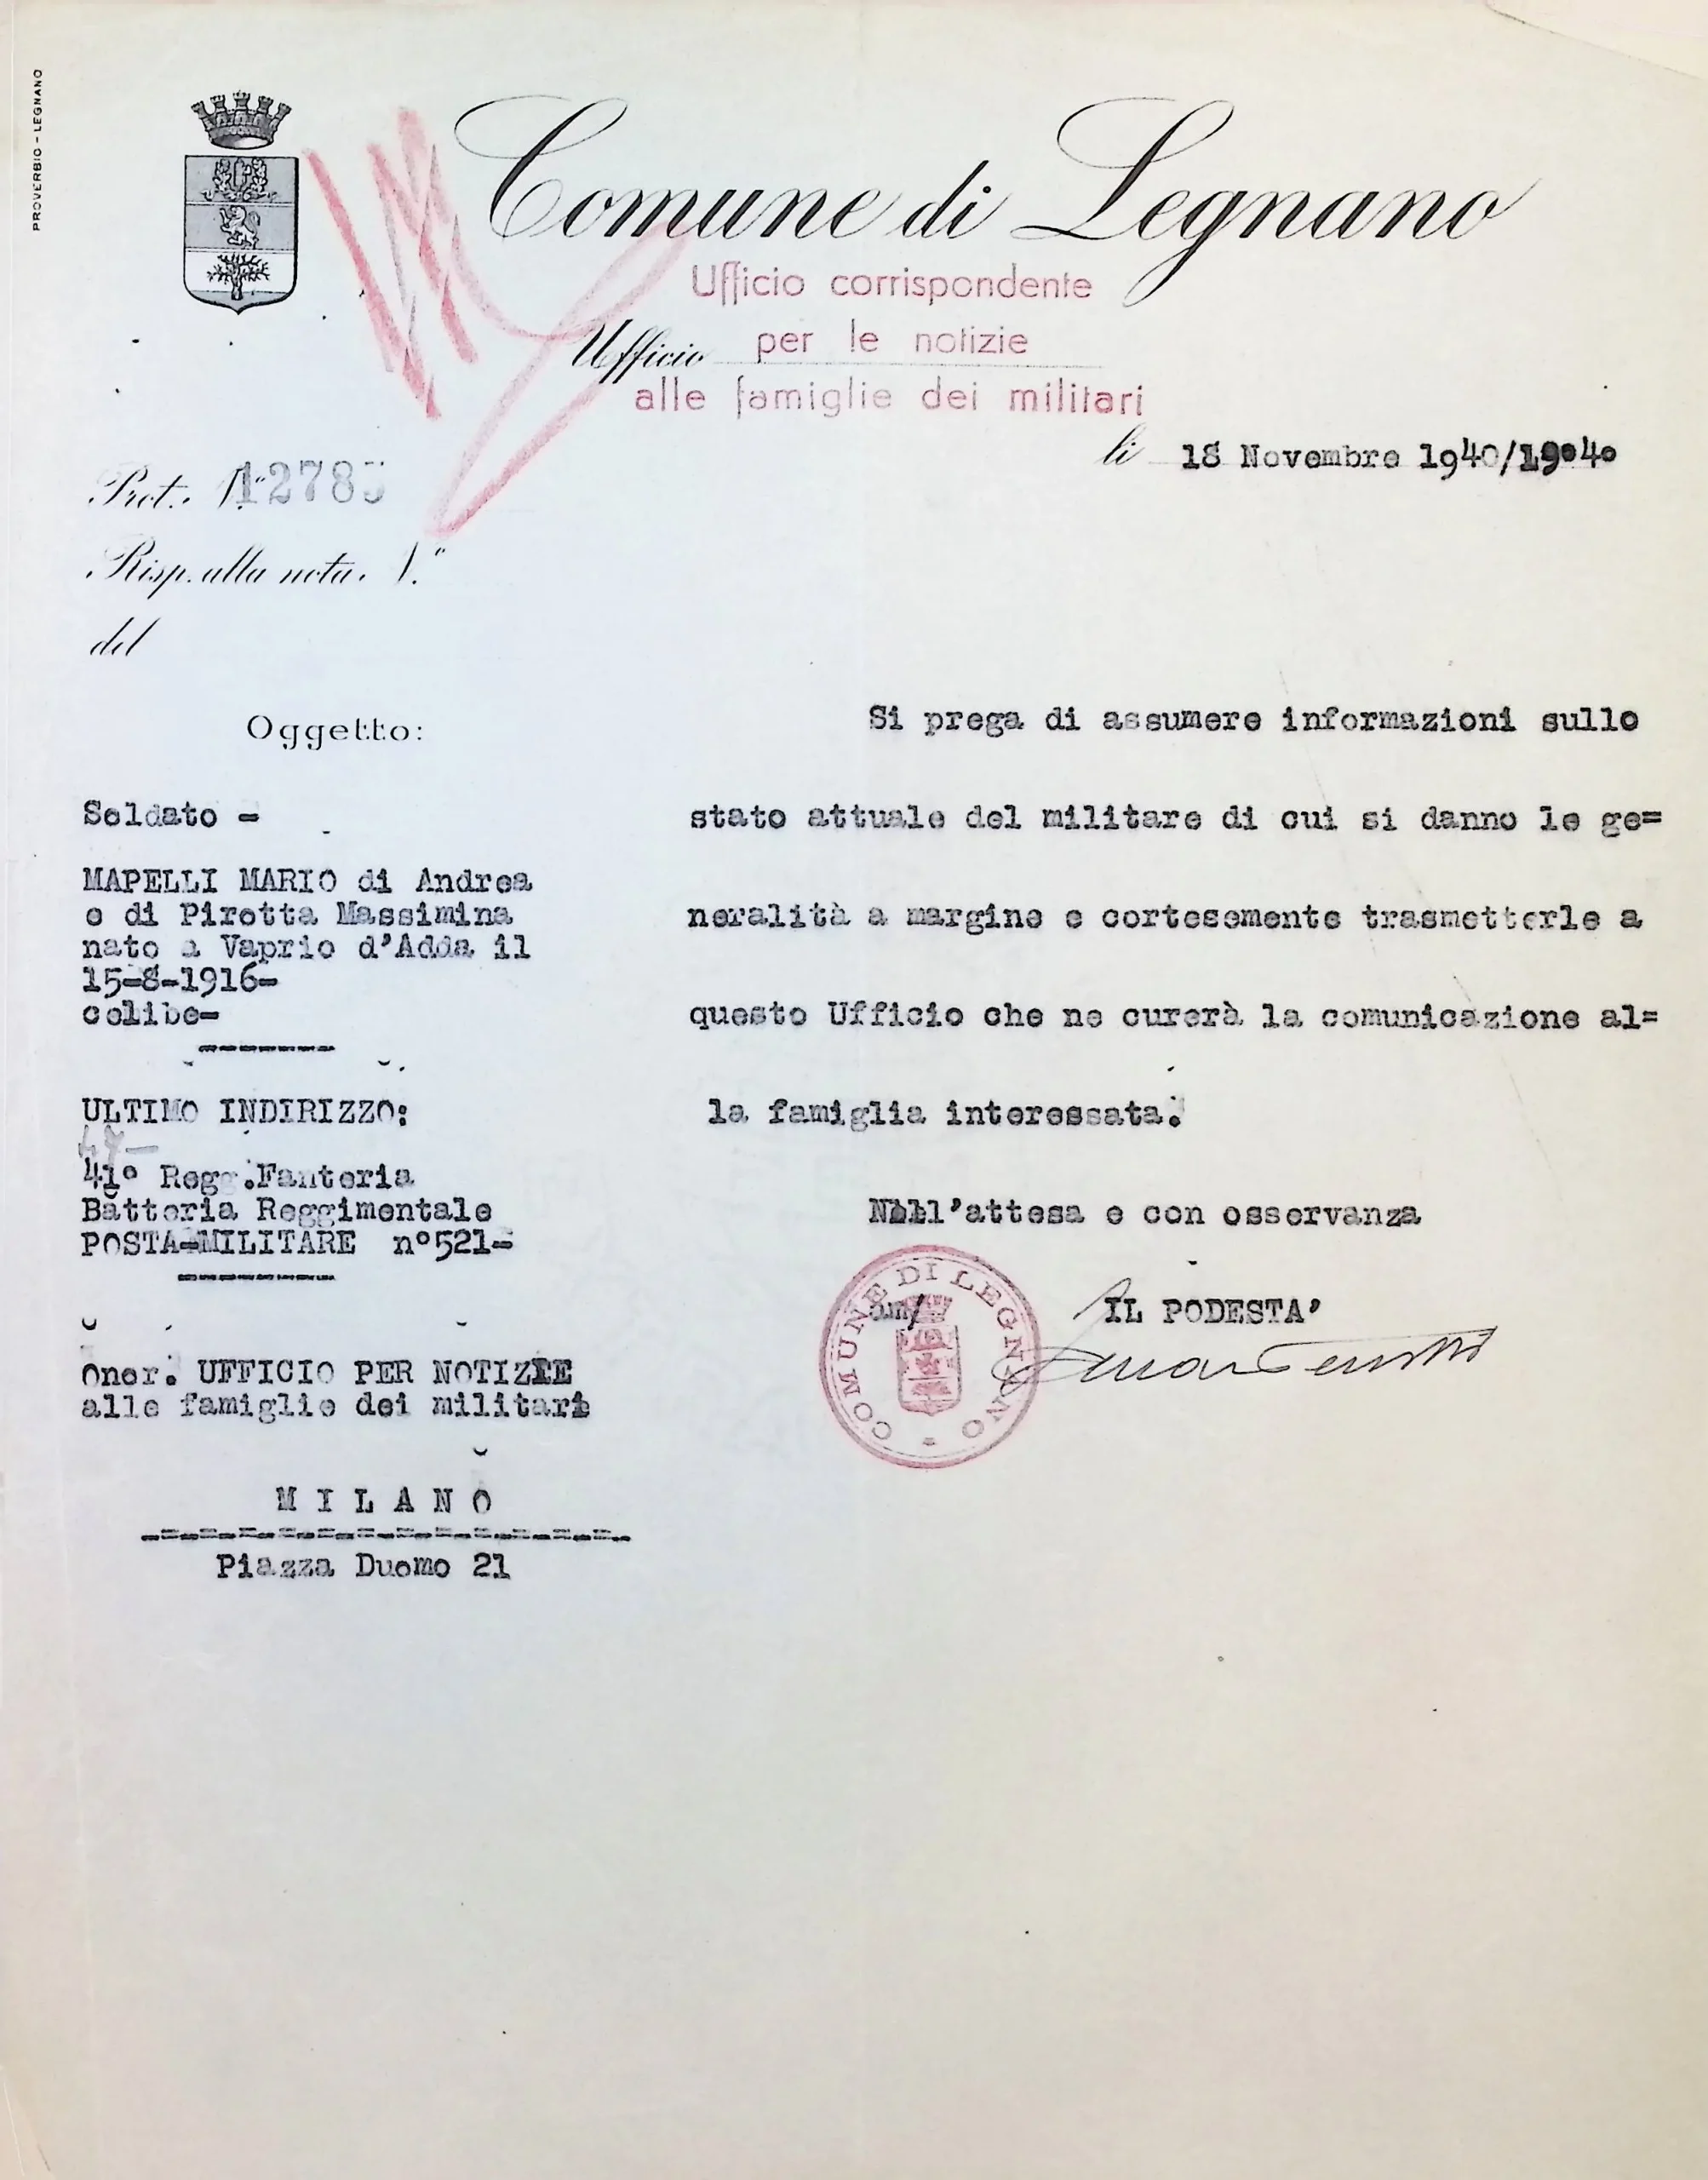 PROVERBIO - LEGNANO
Comune di Legnano
Ufficio corrispondente
Ufficio per le notizie
alle famiglie dei militari
li 18 Novembre 1940/19040
Prot. N.° 12785
Risp. alla nota N.°
del
Oggetto:
Soldato -
MAPELLI MARIO di Andrea
e di Pirotta Massimina
nato a Vaprio d'Adda il
15-8-1916-
celibe-
ULTIMO INDIRIZZO:
47-
41° Regg.Fanteria
Batteria Reggimentale
POSTA-MILITARE n°521-
Onor. UFFICIO PER NOTIZIE
alle famiglie dei militari
MILANO
Piazza Duomo 21
Si prega di assumere informazioni sullo
stato attuale del militare di cui si danno le ge=
neralità a margine e cortesemente trasmetterle a
questo Ufficio che ne curerà la comunicazione al=
la famiglia interessata.
Nell'attesa e con osservanza
am/
IL PODESTA'
COMUNE DI LEGNANO